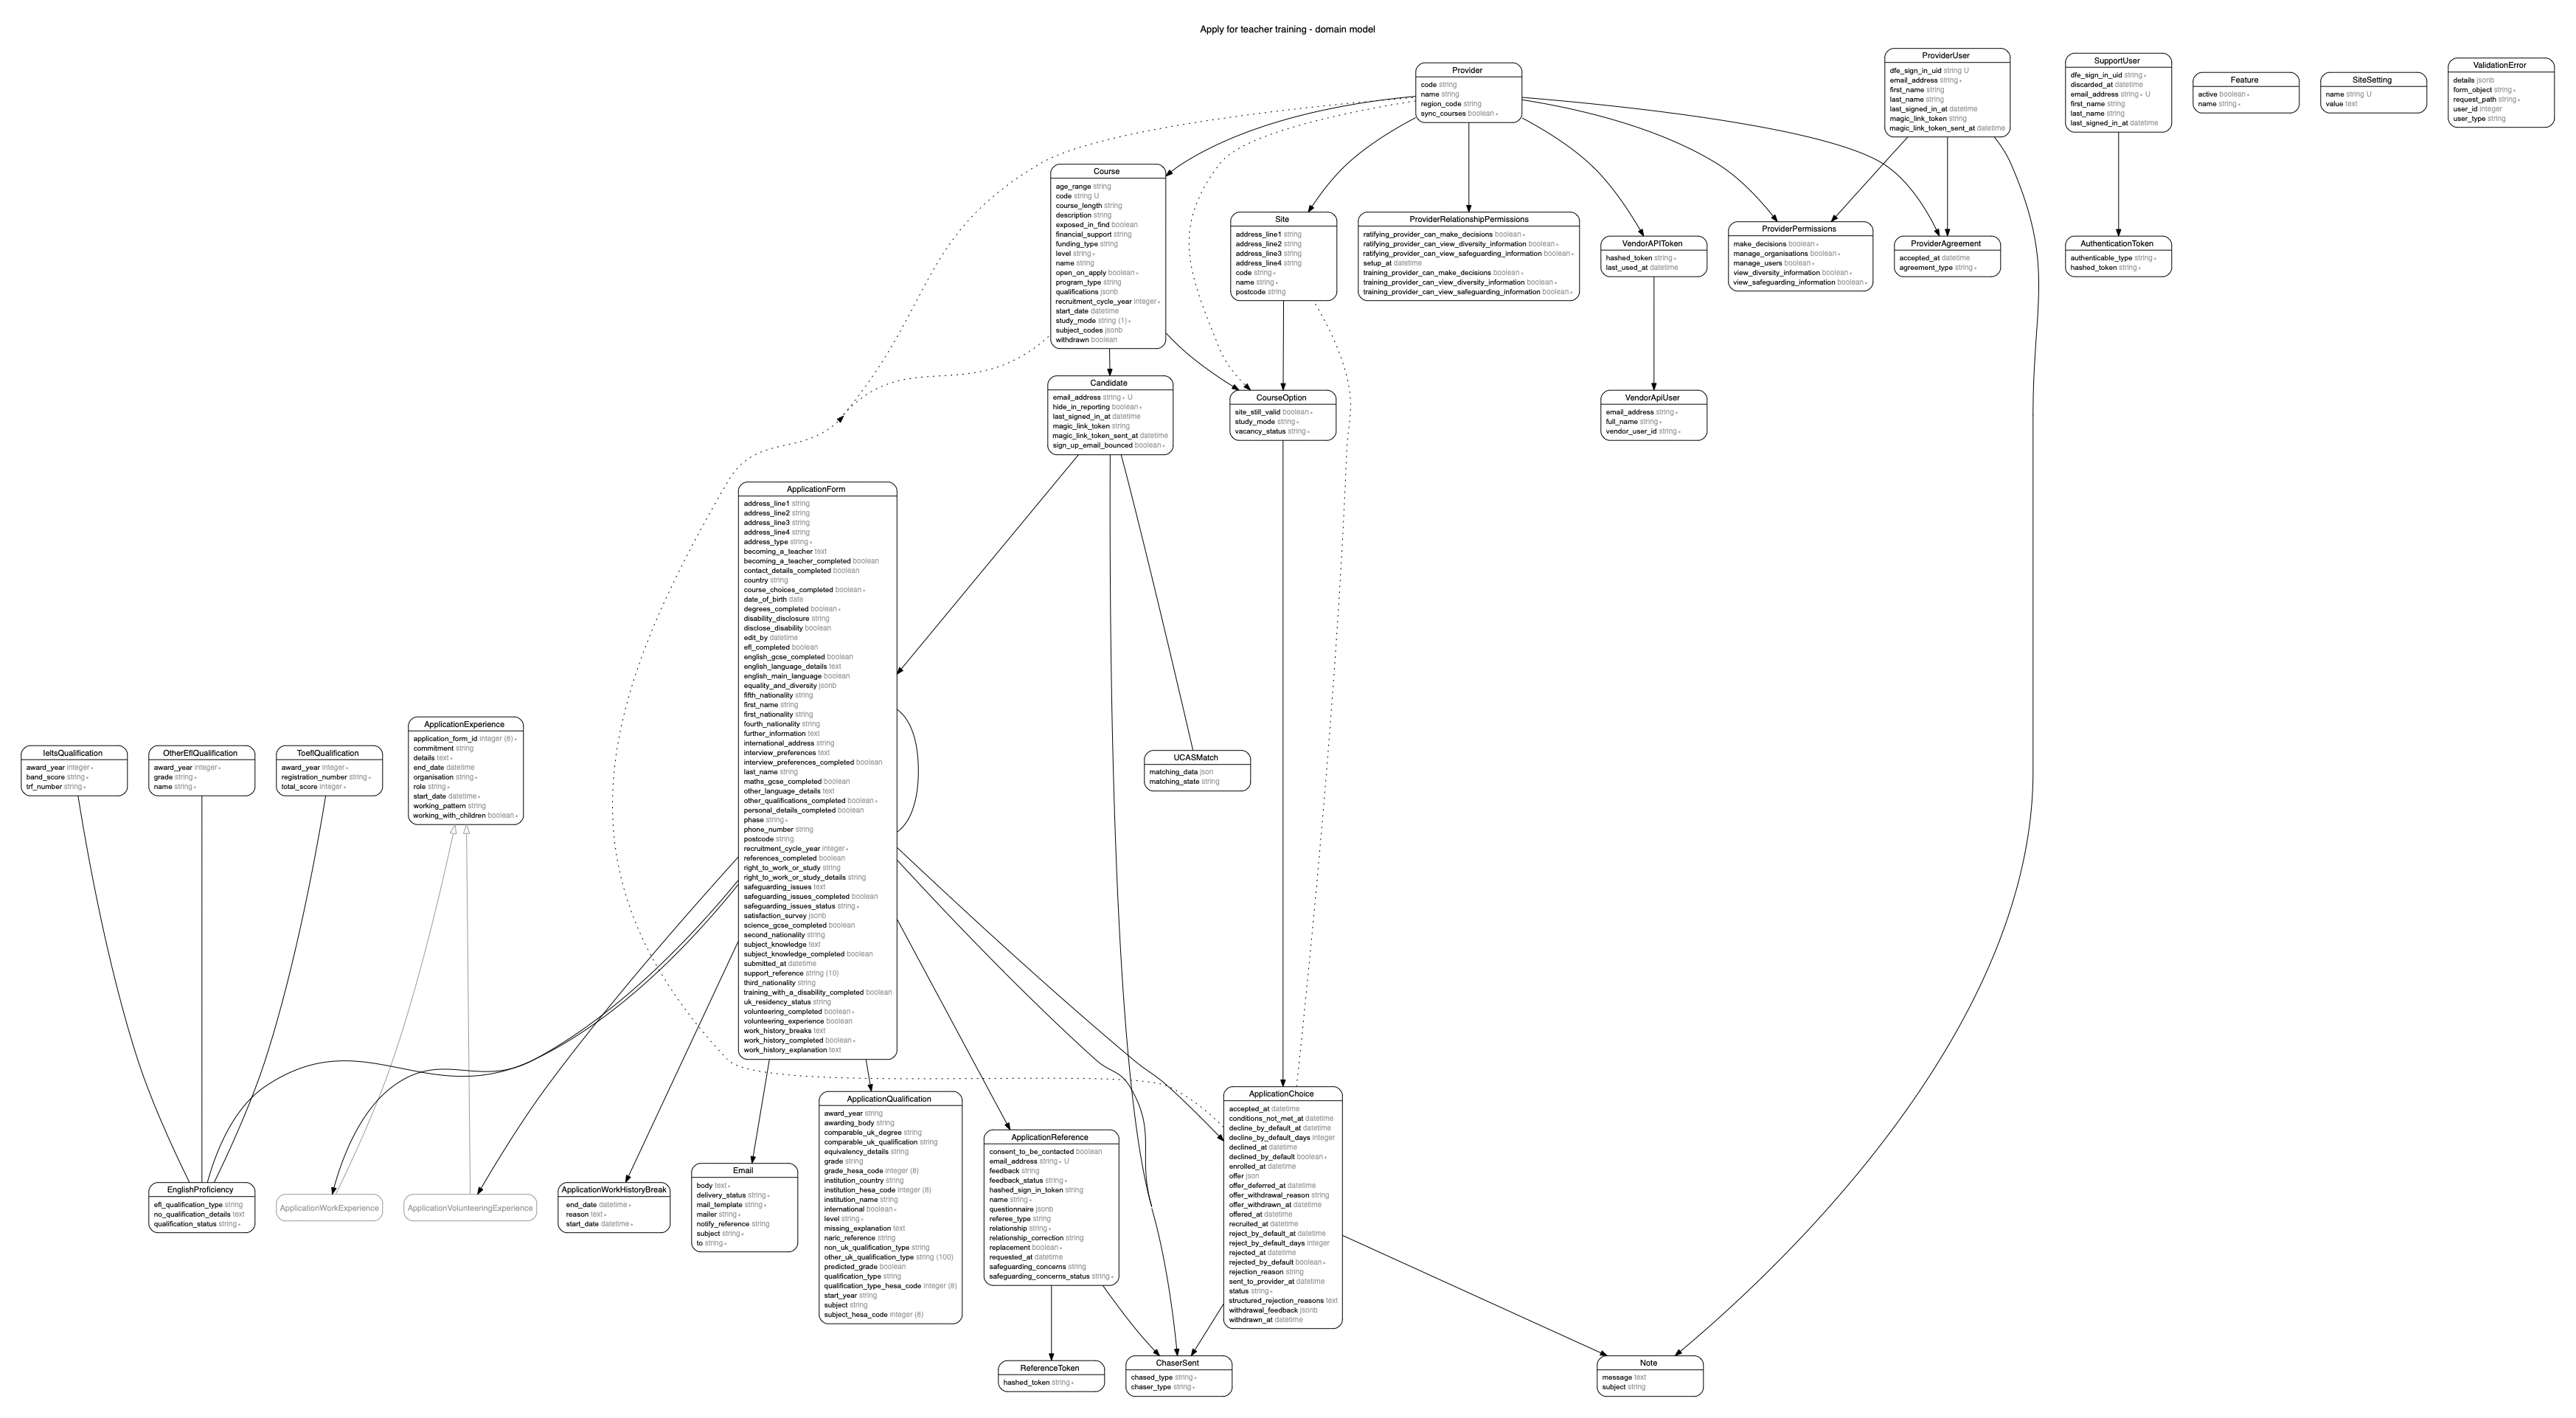 Apply for teacher training - domain model
Provider
code string
name string
region_code string
sync_courses boolean ∗
ProviderUser
dfe_sign_in_uid string U
email_address string ∗
first_name string
last_name string
last_signed_in_at datetime
magic_link_token string
magic_link_token_sent_at datetime
SupportUser
dfe_sign_in_uid string ∗
discarded_at datetime
email_address string ∗ U
first_name string
last_name string
last_signed_in_at datetime
Feature
active boolean ∗
name string ∗
SiteSetting
name string U
value text
ValidationError
details jsonb
form_object string ∗
request_path string ∗
user_id integer
user_type string
Course
age_range string
code string U
course_length string
description string
exposed_in_find boolean
financial_support string
funding_type string
level string ∗
name string
open_on_apply boolean ∗
program_type string
qualifications jsonb
recruitment_cycle_year integer ∗
start_date datetime
study_mode string (1) ∗
subject_codes jsonb
withdrawn boolean
Site
address_line1 string
address_line2 string
address_line3 string
address_line4 string
code string ∗
name string ∗
postcode string
ProviderRelationshipPermissions
ratifying_provider_can_make_decisions boolean ∗
ratifying_provider_can_view_diversity_information boolean ∗
ratifying_provider_can_view_safeguarding_information boolean ∗
setup_at datetime
training_provider_can_make_decisions boolean ∗
training_provider_can_view_diversity_information boolean ∗
training_provider_can_view_safeguarding_information boolean ∗
VendorAPIToken
hashed_token string ∗
last_used_at datetime
ProviderPermissions
make_decisions boolean ∗
manage_organisations boolean ∗
manage_users boolean ∗
view_diversity_information boolean ∗
view_safeguarding_information boolean ∗
ProviderAgreement
accepted_at datetime
agreement_type string ∗
AuthenticationToken
authenticable_type string ∗
hashed_token string ∗
Candidate
email_address string ∗ U
hide_in_reporting boolean ∗
last_signed_in_at datetime
magic_link_token string
magic_link_token_sent_at datetime
sign_up_email_bounced boolean ∗
CourseOption
site_still_valid boolean ∗
study_mode string ∗
vacancy_status string ∗
VendorApiUser
email_address string ∗
full_name string ∗
vendor_user_id string ∗
ApplicationForm
address_line1 string
address_line2 string
address_line3 string
address_line4 string
address_type string ∗
becoming_a_teacher text
becoming_a_teacher_completed boolean
contact_details_completed boolean
country string
course_choices_completed boolean ∗
date_of_birth date
degrees_completed boolean ∗
disability_disclosure string
disclose_disability boolean
edit_by datetime
efl_completed boolean
english_gcse_completed boolean
english_language_details text
english_main_language boolean
equality_and_diversity jsonb
fifth_nationality string
first_name string
first_nationality string
fourth_nationality string
further_information text
international_address string
interview_preferences text
interview_preferences_completed boolean
last_name string
maths_gcse_completed boolean
other_language_details text
other_qualifications_completed boolean ∗
personal_details_completed boolean
phase string ∗
phone_number string
postcode string
recruitment_cycle_year integer ∗
references_completed boolean
right_to_work_or_study string
right_to_work_or_study_details string
safeguarding_issues text
safeguarding_issues_completed boolean
safeguarding_issues_status string ∗
satisfaction_survey jsonb
science_gcse_completed boolean
second_nationality string
subject_knowledge text
subject_knowledge_completed boolean
submitted_at datetime
support_reference string (10)
third_nationality string
training_with_a_disability_completed boolean
uk_residency_status string
volunteering_completed boolean ∗
volunteering_experience boolean
work_history_breaks text
work_history_completed boolean ∗
work_history_explanation text
IeltsQualification
award_year integer ∗
band_score string ∗
trf_number string ∗
OtherEflQualification
award_year integer ∗
grade string ∗
name string ∗
ToeflQualification
award_year integer ∗
registration_number string ∗
total_score integer ∗
ApplicationExperience
application_form_id integer (8) ∗
commitment string
details text ∗
end_date datetime
organisation string ∗
role string ∗
start_date datetime ∗
working_pattern string
working_with_children boolean ∗
UCASMatch
matching_data json
matching_state string
EnglishProficiency
efl_qualification_type string
no_qualification_details text
qualification_status string ∗
ApplicationWorkExperience
ApplicationVolunteeringExperience
ApplicationWorkHistoryBreak
end_date datetime ∗
reason text ∗
start_date datetime ∗
Email
body text ∗
delivery_status string ∗
mail_template string ∗
mailer string ∗
notify_reference string
subject string ∗
to string ∗
ApplicationQualification
award_year string
awarding_body string
comparable_uk_degree string
comparable_uk_qualification string
equivalency_details string
grade string
grade_hesa_code integer (8)
institution_country string
institution_hesa_code integer (8)
institution_name string
international boolean ∗
level string ∗
missing_explanation text
naric_reference string
non_uk_qualification_type string
other_uk_qualification_type string (100)
predicted_grade boolean
qualification_type string
qualification_type_hesa_code integer (8)
start_year string
subject string
subject_hesa_code integer (8)
ApplicationReference
consent_to_be_contacted boolean
email_address string ∗ U
feedback string
feedback_status string ∗
hashed_sign_in_token string
name string ∗
questionnaire jsonb
referee_type string
relationship string ∗
relationship_correction string
replacement boolean ∗
requested_at datetime
safeguarding_concerns string
safeguarding_concerns_status string ∗
ApplicationChoice
accepted_at datetime
conditions_not_met_at datetime
decline_by_default_at datetime
decline_by_default_days integer
declined_at datetime
declined_by_default boolean ∗
enrolled_at datetime
offer json
offer_deferred_at datetime
offer_withdrawal_reason string
offer_withdrawn_at datetime
offered_at datetime
recruited_at datetime
reject_by_default_at datetime
reject_by_default_days integer
rejected_at datetime
rejected_by_default boolean ∗
rejection_reason string
sent_to_provider_at datetime
status string ∗
structured_rejection_reasons text
withdrawal_feedback jsonb
withdrawn_at datetime
ReferenceToken
hashed_token string ∗
ChaserSent
chased_type string ∗
chaser_type string ∗
Note
message text
subject string